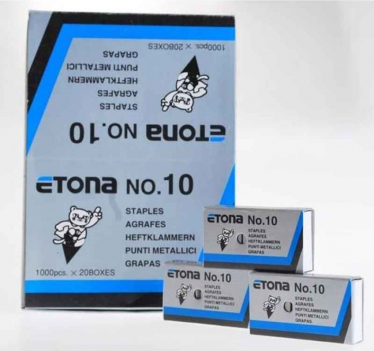 1000pcs. × 20BOXES
GRAPAS
PUNTI METALLICI
HEFTKLAMMERN
AGRAFES
STAPLES
ETONA NO.10
ETONA NO.10
STAPLES
AGRAFES
HEFTKLAMMERN
PUNTI METALLICI
GRAPAS
1000pcs. × 20BOXES
ETONA No.10
STAPLES
AGRAFES
HEFTKLAMMERN
PUNTI METALLICI
GRAPAS
ETONA No.10
STAPLES
AGRAFES
HEFTKLAMMERN
PUNTI METALLICI
GRAPAS
ETONA No.10
STAPLES
AGRAFES
HEFTKLAMMERN
PUNTI METALLICI
GRAPAS